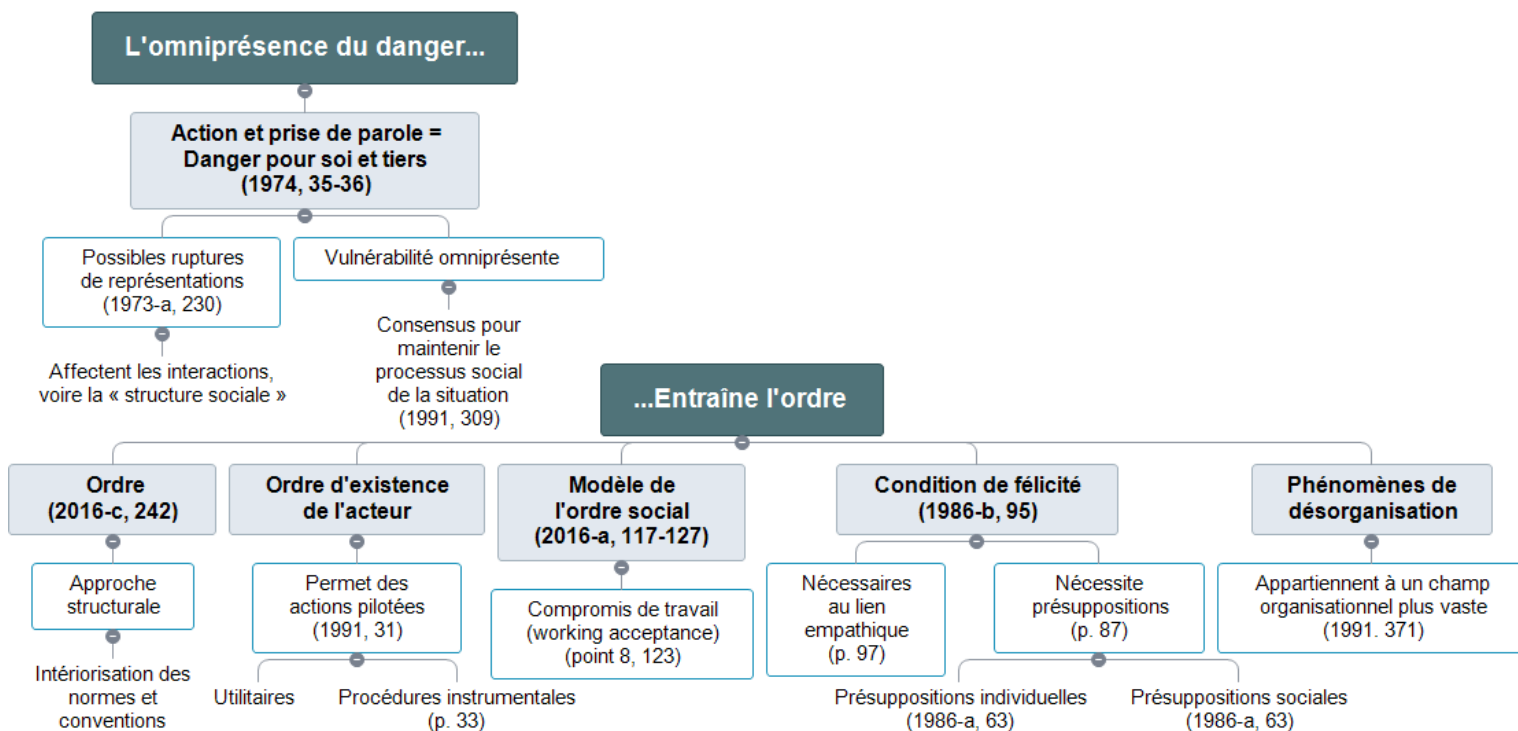 L'omniprésence du danger...
Action et prise de parole =
Danger pour soi et tiers
(1974, 35-36)
Possibles ruptures
de représentations
(1973-a, 230)
Vulnérabilité omniprésente
Affectent les interactions,
voire la « structure sociale »
Consensus pour
maintenir le
processus social
de la situation
(1991, 309)
...Entraîne l'ordre
Ordre
(2016-c, 242)
Ordre d'existence
de l'acteur
Modèle de
l'ordre social
(2016-a, 117-127)
Condition de félicité
(1986-b, 95)
Phénomènes de
désorganisation
Approche
structurale
Permet des
actions pilotées
(1991, 31)
Compromis de travail
(working acceptance)
(point 8, 123)
Nécessaires
au lien
empathique
(p. 97)
Nécessite
présuppositions
(p. 87)
Appartiennent à un champ
organisationnel plus vaste
(1991. 371)
Intériorisation des
normes et
conventions
Utilitaires
Procédures instrumentales
(p. 33)
Présuppositions individuelles
(1986-a, 63)
Présuppositions sociales
(1986-a, 63)